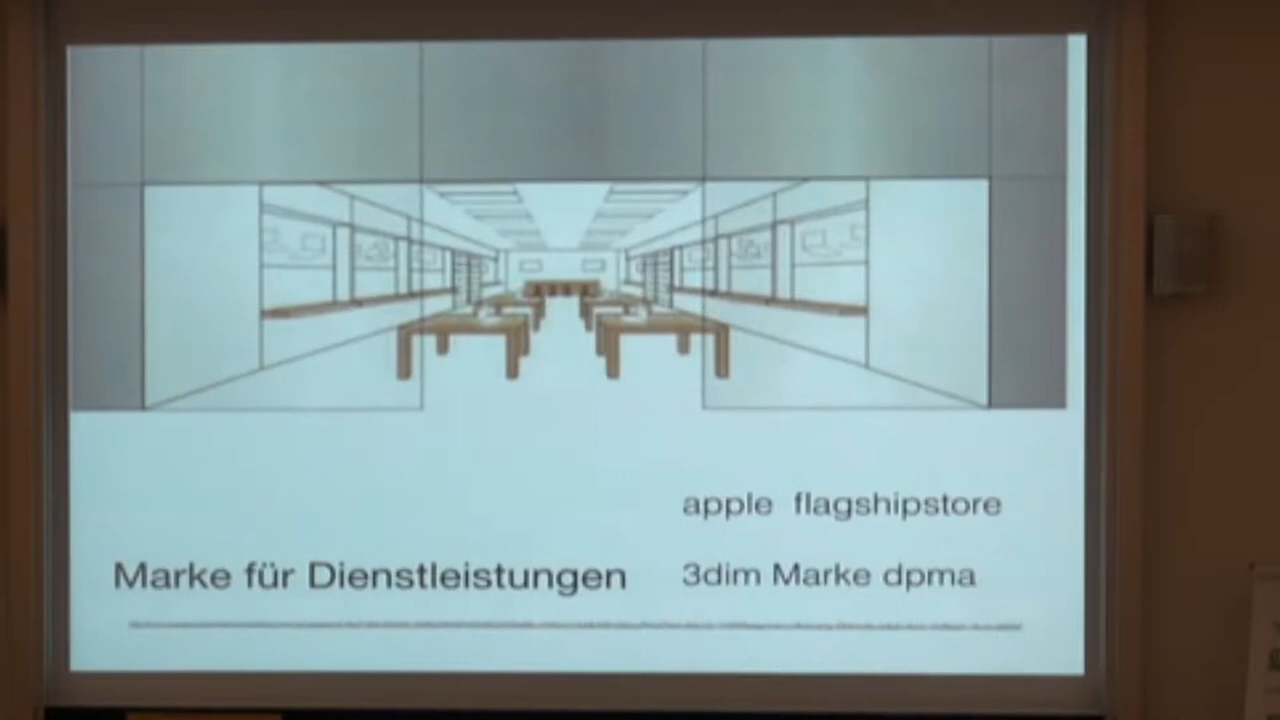 apple flagshipstore
Marke für Dienstleistungen
3dim Marke dpma